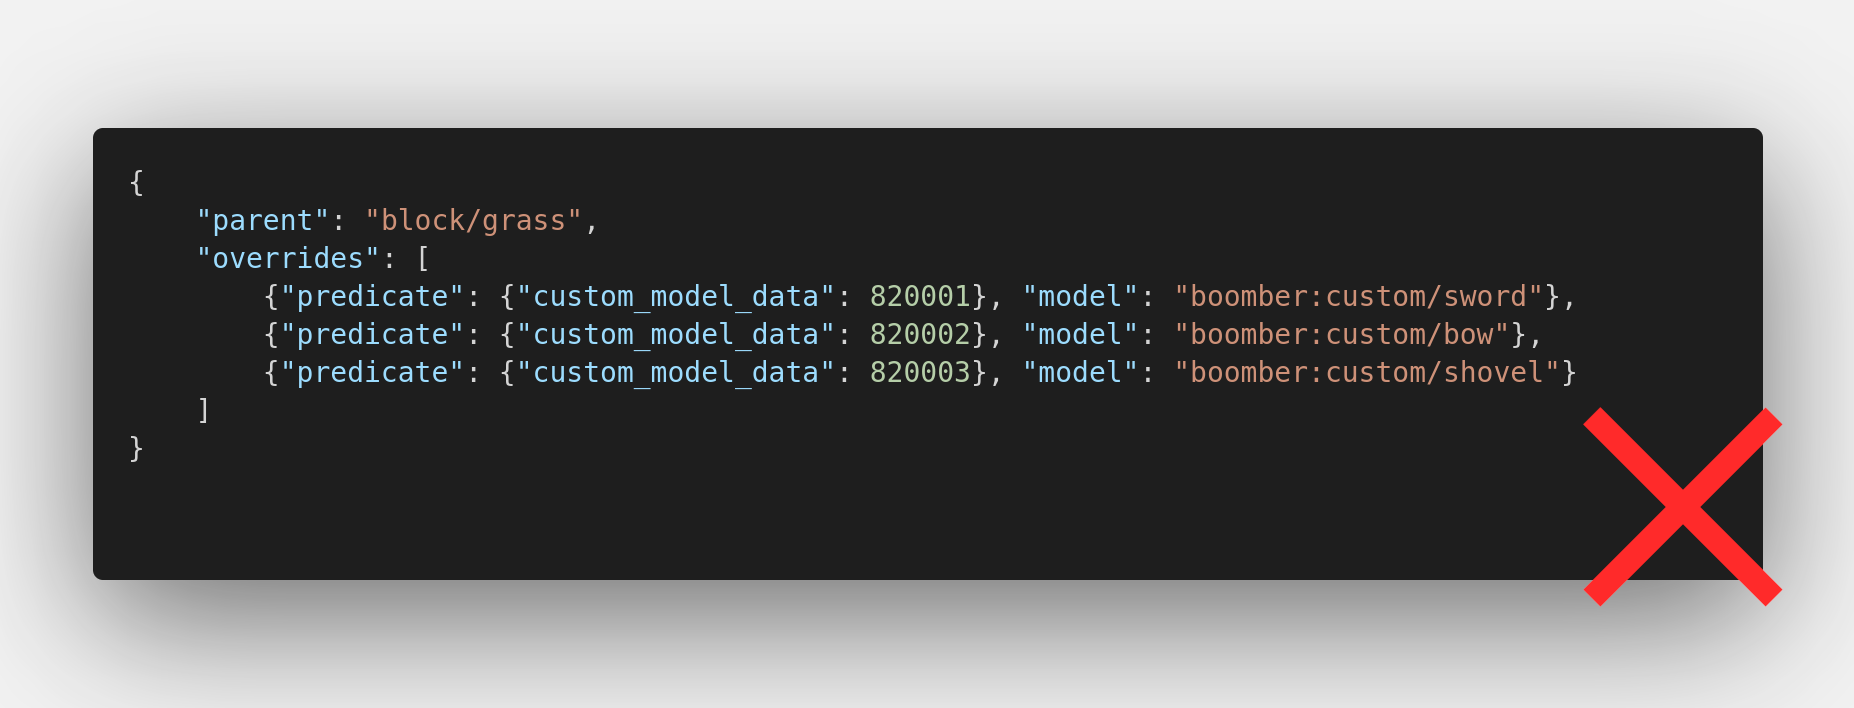 {
    "parent": "block/grass",
    "overrides": [
        {"predicate": {"custom_model_data": 820001}, "model": "boomber:custom/sword"},
        {"predicate": {"custom_model_data": 820002}, "model": "boomber:custom/bow"},
        {"predicate": {"custom_model_data": 820003}, "model": "boomber:custom/shovel"}
    ]
}